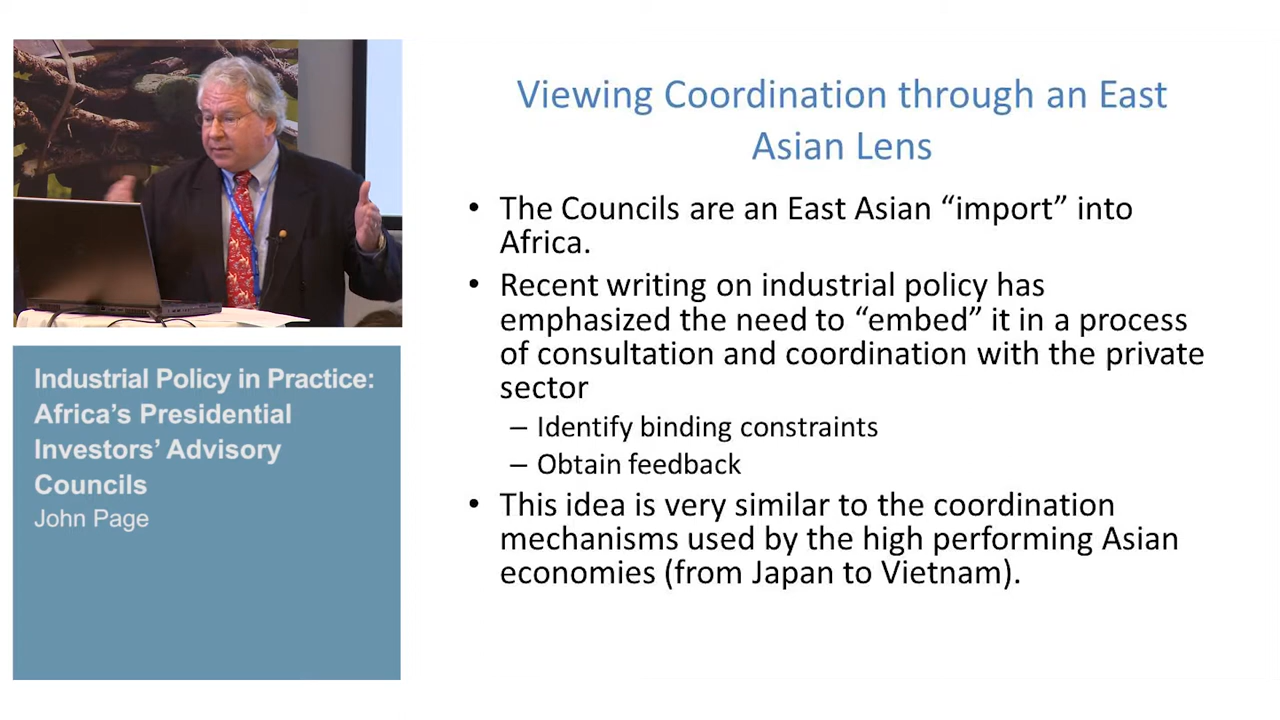 Viewing Coordination through an East
Asian Lens
• The Councils are an East Asian “import” into
Africa.
• Recent writing on industrial policy has
emphasized the need to “embed” it in a process
of consultation and coordination with the private
sector
– Identify binding constraints
– Obtain feedback
• This idea is very similar to the coordination
mechanisms used by the high performing Asian
economies (from Japan to Vietnam).
Industrial Policy in Practice:
Africa’s Presidential
Investors’ Advisory
Councils
John Page